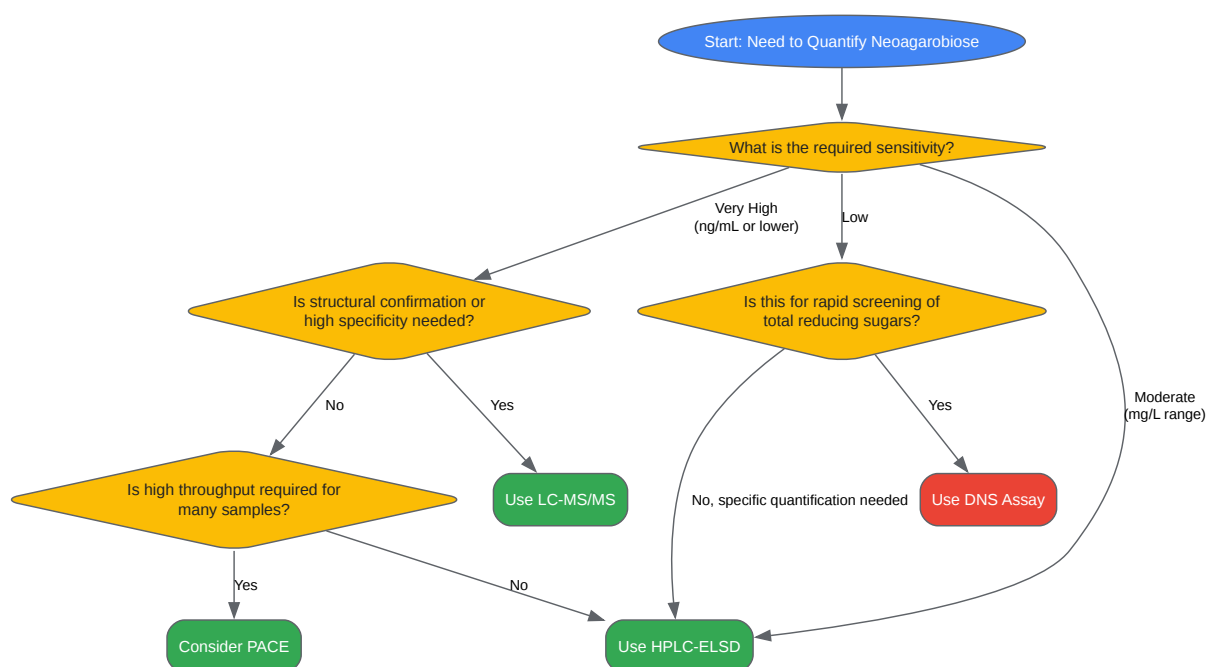 Start: Need to Quantify Neoagarobiose
What is the required sensitivity?
Very High
(ng/mL or lower)
Low
Is structural confirmation or
high specificity needed?
Is this for rapid screening of
total reducing sugars?
Moderate
(mg/L range)
No
Yes
Yes
Is high throughput required for
many samples?
Use LC-MS/MS
No, specific quantification needed
Use DNS Assay
Yes
No
Consider PACE
Use HPLC-ELSD